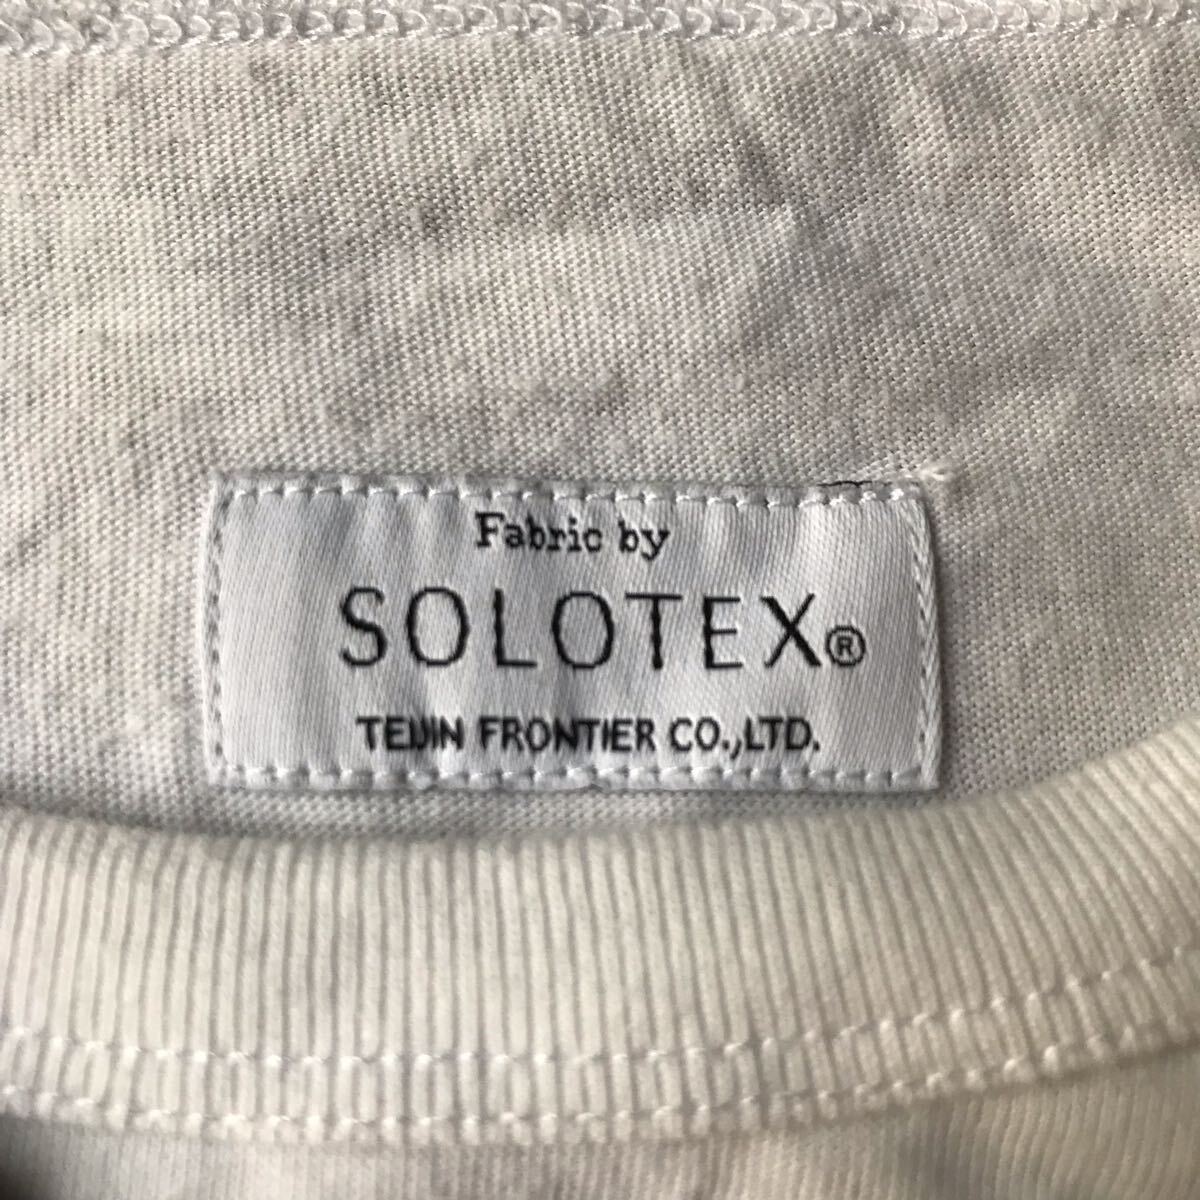 Fabric by
SOLOTEX®
TEIJIN FRONTIER CO.,LTD.